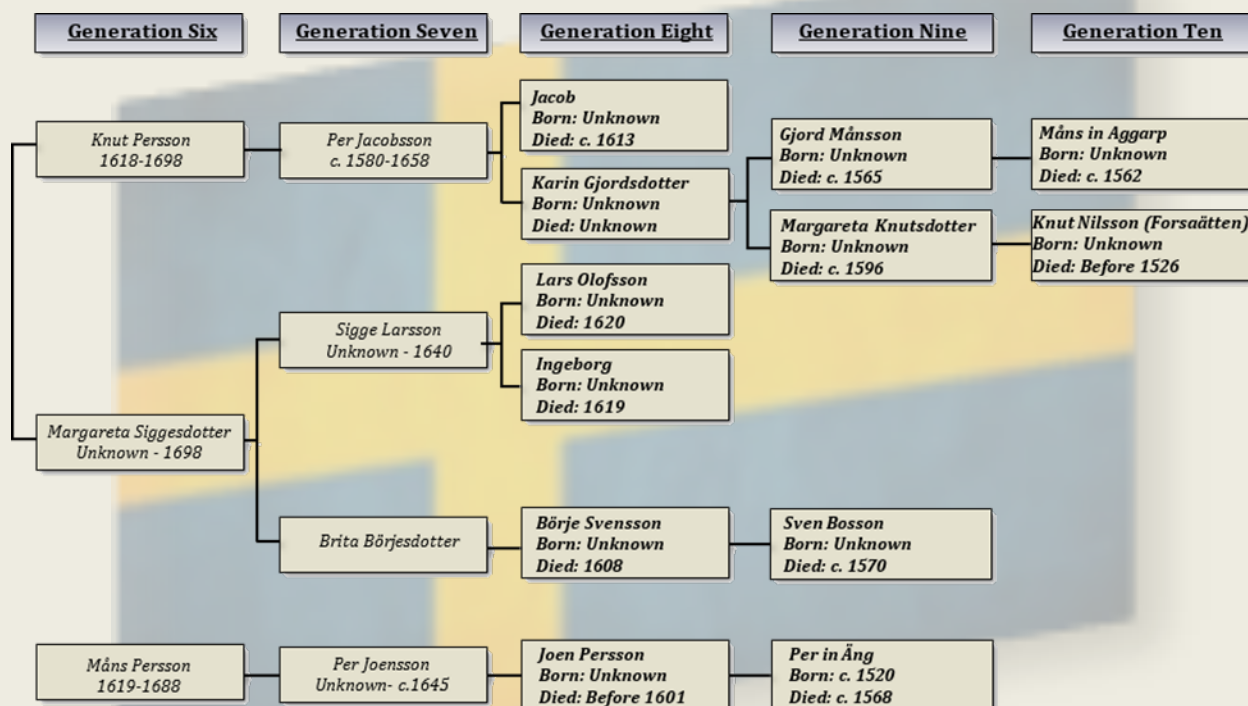 Generation Six
Generation Seven
Generation Eight
Generation Nine
Generation Ten
Knut Persson
1618-1698
Per Jacobsson
c. 1580-1658
Jacob
Born: Unknown
Died: c. 1613
Karin Gjordsdotter
Born: Unknown
Died: Unknown
Gjord Månsson
Born: Unknown
Died: c. 1565
Måns in Aggarp
Born: Unknown
Died: c. 1562
Margareta Knutsdotter
Born: Unknown
Died: c. 1596
Knut Nilsson (Forsaätten)
Born: Unknown
Died: Before 1526
Margareta Siggesdotter
Unknown - 1698
Sigge Larsson
Unknown - 1640
Lars Olofsson
Born: Unknown
Died: 1620
Ingeborg
Born: Unknown
Died: 1619
Brita Börjesdotter
Börje Svensson
Born: Unknown
Died: 1608
Sven Bosson
Born: Unknown
Died: c. 1570
Måns Persson
1619-1688
Per Joensson
Unknown- c.1645
Joen Persson
Born: Unknown
Died: Before 1601
Per in Äng
Born: c. 1520
Died: c. 1568